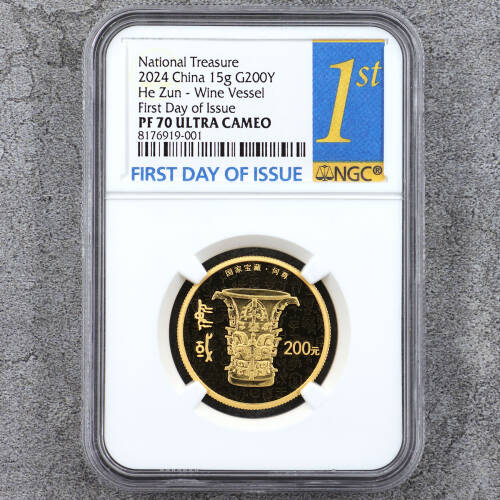 National Treasure
2024 China 15g G200Y
He Zun - Wine Vessel
First Day of Issue
PF 70 ULTRA CAMEO
8176919-001
FIRST DAY OF ISSUE
1st
NGC®
国家宝藏·何尊
200元